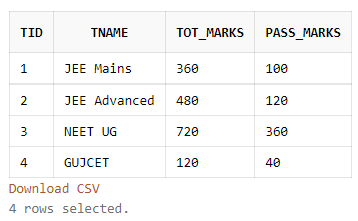 TID TNAME TOT_MARKS PASS_MARKS
1 JEE Mains 360 100
2 JEE Advanced 480 120
3 NEET UG 720 360
4 GUJCET 120 40
Download CSV
4 rows selected.